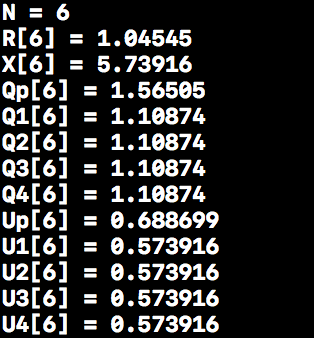 N = 6
R[6] = 1.04545
X[6] = 5.73916
Qp[6] = 1.56505
Q1[6] = 1.10874
Q2[6] = 1.10874
Q3[6] = 1.10874
Q4[6] = 1.10874
Up[6] = 0.688699
U1[6] = 0.573916
U2[6] = 0.573916
U3[6] = 0.573916
U4[6] = 0.573916